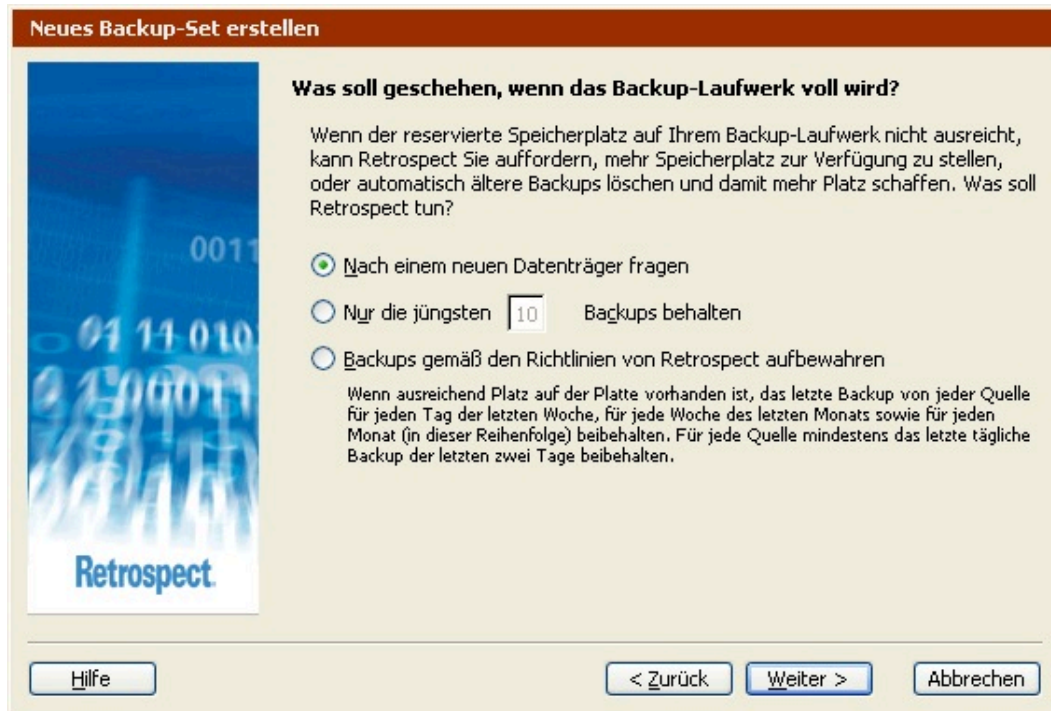 Neues Backup-Set erstellen
Was soll geschehen, wenn das Backup-Laufwerk voll wird?
Wenn der reservierte Speicherplatz auf Ihrem Backup-Laufwerk nicht ausreicht,
kann Retrospect Sie auffordern, mehr Speicherplatz zur Verfügung zu stellen,
oder automatisch ältere Backups löschen und damit mehr Platz schaffen. Was soll
Retrospect tun?
Nach einem neuen Datenträger fragen
Nur die jüngsten 10 Backups behalten
Backups gemäß den Richtlinien von Retrospect aufbewahren
Wenn ausreichend Platz auf der Platte vorhanden ist, das letzte Backup von jeder Quelle
für jeden Tag der letzten Woche, für jede Woche des letzten Monats sowie für jeden
Monat (in dieser Reihenfolge) beibehalten. Für jede Quelle mindestens das letzte tägliche
Backup der letzten zwei Tage beibehalten.
0011
01 11 010
Retrospect
Hilfe
< Zurück
Weiter >
Abbrechen